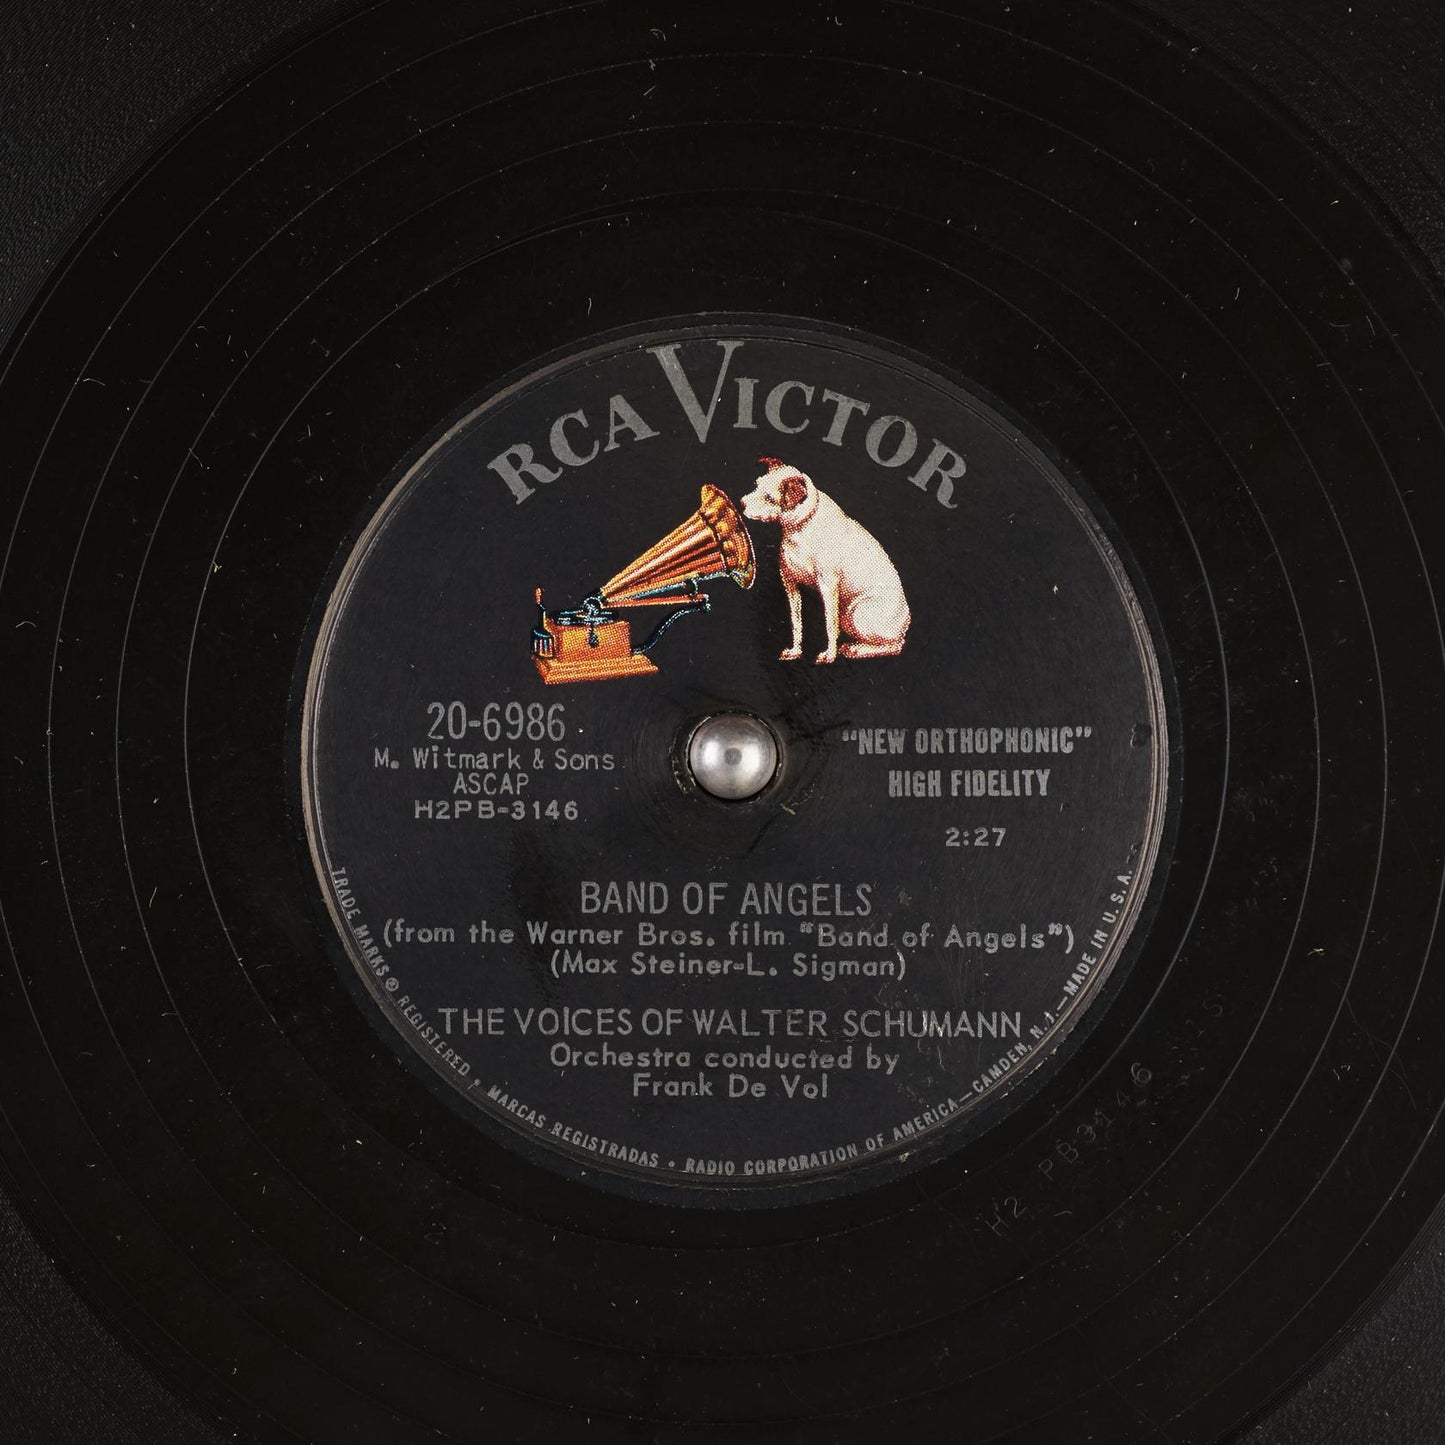 RCA VICTOR
20-6986
M. Witmark & Sons
ASCAP
H2PB-3146
"NEW ORTHOPHONIC"
HIGH FIDELITY
2:27
BAND OF ANGELS
(from the Warner Bros. film "Band of Angels")
(Max Steiner-L. Sigman)
THE VOICES OF WALTER SCHUMANN
Orchestra conducted by
Frank De Vol
TRADE MARKS ® REGISTERED • MARCAS REGISTRADAS • RADIO CORPORATION OF AMERICA—CAMDEN, N. J.—MADE IN U. S. A.